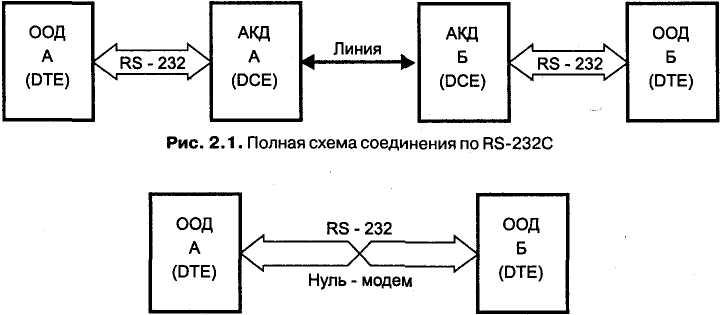 ООД
А
(DTE)
RS - 232
АКД
А
(DCE)
Линия
АКД
Б
(DCE)
RS - 232
ООД
Б
(DTE)
Рис. 2.1. Полная схема соединения по RS-232C
ООД
А
(DTE)
RS - 232
Нуль - модем
ООД
Б
(DTE)